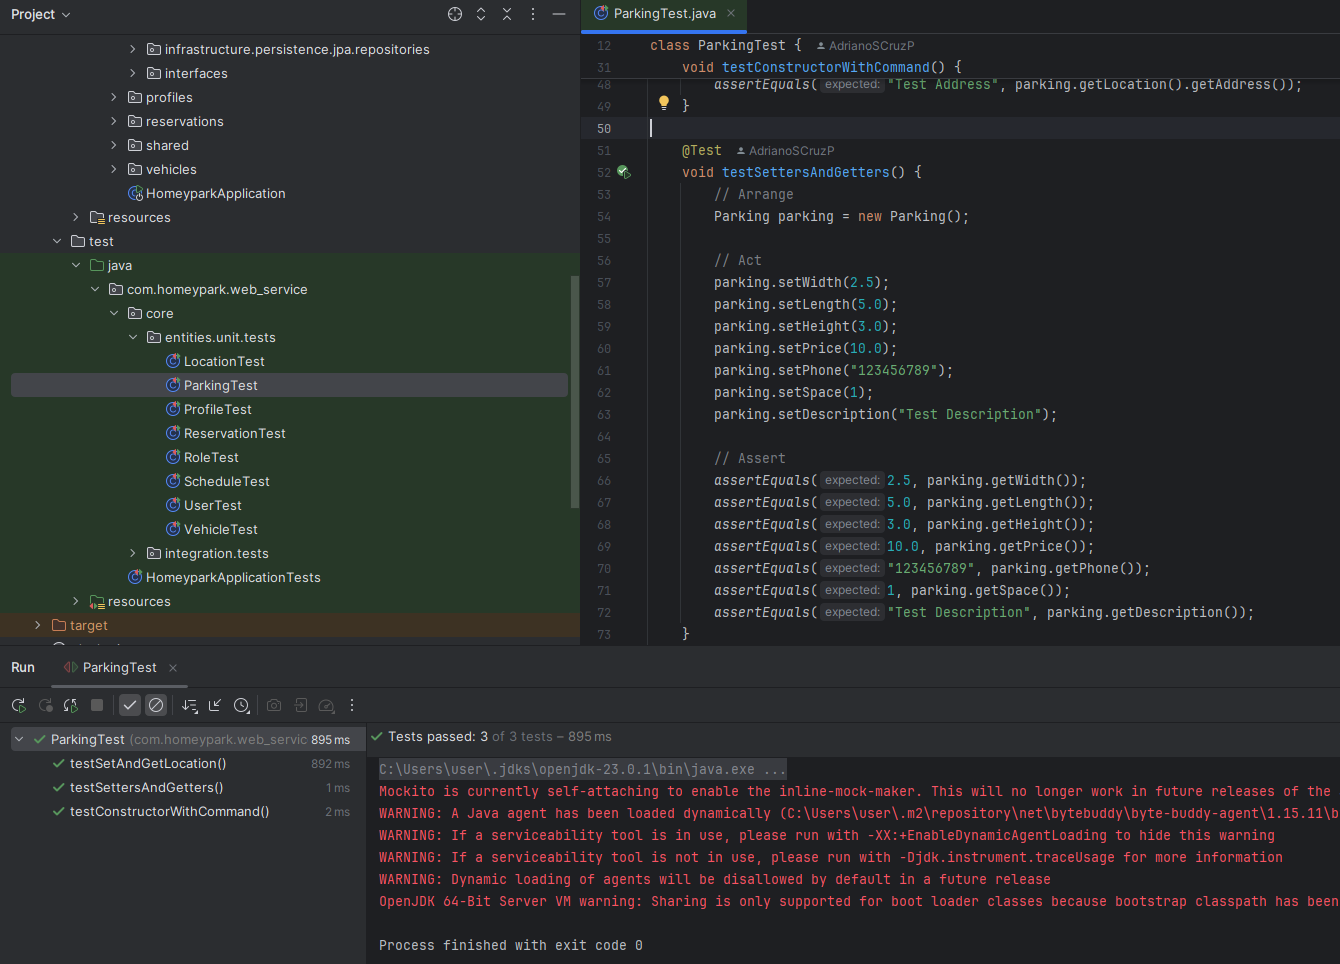 Project
infrastructure.persistence.jpa.repositories
interfaces
profiles
reservations
shared
vehicles
HomeyparkApplication
resources
test
java
com.homeypark.web_service
core
entities.unit.tests
LocationTest
ParkingTest
ProfileTest
ReservationTest
RoleTest
ScheduleTest
UserTest
VehicleTest
integration.tests
HomeyparkApplicationTests
resources
target
ParkingTest.java
12 class ParkingTest { AdrianoSCruzP
31 void testConstructorWithCommand() {
48 assertEquals( expected: "Test Address", parking.getLocation().getAddress());
49 }
50
51 @Test AdrianoSCruzP
52 void testSettersAndGetters() {
53 // Arrange
54 Parking parking = new Parking();
55
56 // Act
57 parking.setWidth(2.5);
58 parking.setLength(5.0);
59 parking.setHeight(3.0);
60 parking.setPrice(10.0);
61 parking.setPhone("123456789");
62 parking.setSpace(1);
63 parking.setDescription("Test Description");
64
65 // Assert
66 assertEquals( expected: 2.5, parking.getWidth());
67 assertEquals( expected: 5.0, parking.getLength());
68 assertEquals( expected: 3.0, parking.getHeight());
69 assertEquals( expected: 10.0, parking.getPrice());
70 assertEquals( expected: "123456789", parking.getPhone());
71 assertEquals( expected: 1, parking.getSpace());
72 assertEquals( expected: "Test Description", parking.getDescription());
73 }
Run ParkingTest
ParkingTest (com.homeypark.web_servic 895 ms
testSetAndGetLocation() 892 ms
testSettersAndGetters() 1 ms
testConstructorWithCommand() 2 ms
Tests passed: 3 of 3 tests – 895 ms
C:\Users\user\.jdks\openjdk-23.0.1\bin\java.exe ...
Mockito is currently self-attaching to enable the inline-mock-maker. This will no longer work in future releases of the
WARNING: A Java agent has been loaded dynamically (C:\Users\user\.m2\repository\net\bytebuddy\byte-buddy-agent\1.15.11\b
WARNING: If a serviceability tool is in use, please run with -XX:+EnableDynamicAgentLoading to hide this warning
WARNING: If a serviceability tool is not in use, please run with -Djdk.instrument.traceUsage for more information
WARNING: Dynamic loading of agents will be disallowed by default in a future release
OpenJDK 64-Bit Server VM warning: Sharing is only supported for boot loader classes because bootstrap classpath has been
Process finished with exit code 0